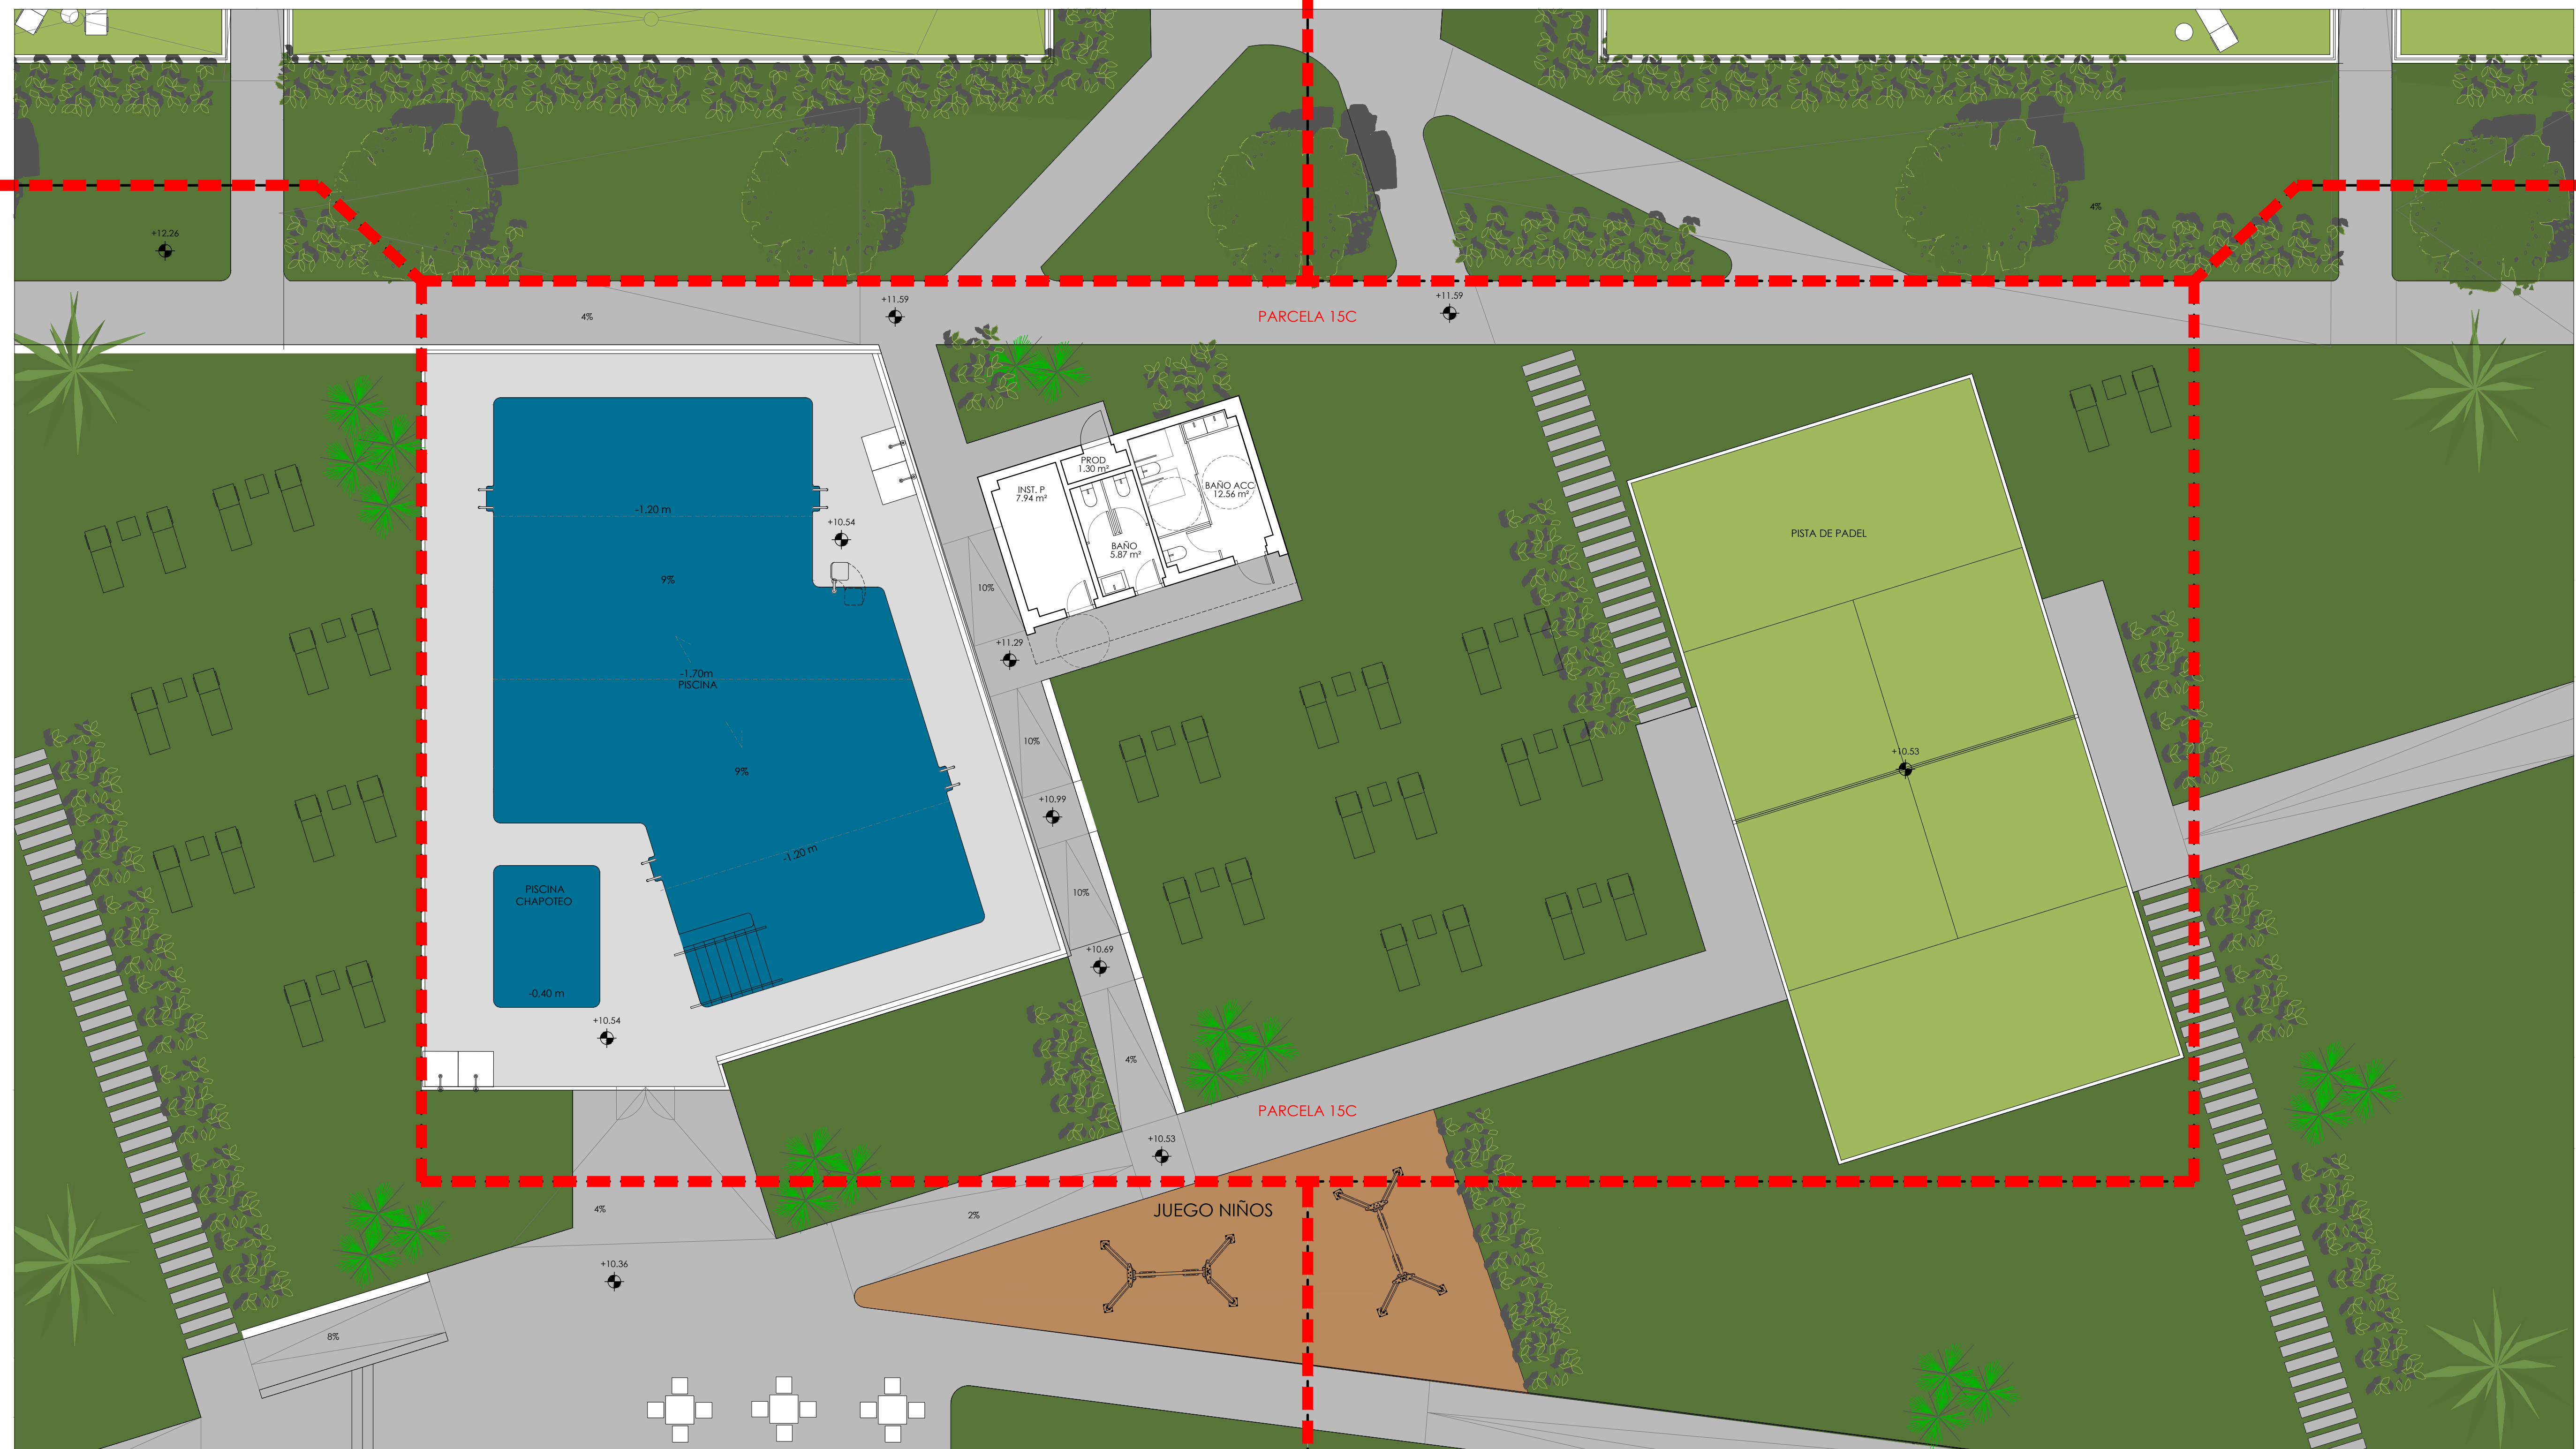 4%
+12.26
+11.59
+11.59
4%
PARCELA 15C
PROD
1.30 m²
INST. P
7.94 m²
BAÑO ACC
12.56 m²
-1.20 m
+10.54
PISTA DE PADEL
BAÑO
5.87 m²
9%
10%
+11.29
-1.70m
PISCINA
10%
+10.53
9%
+10.99
-1.20 m
PISCINA
CHAPOTEO
10%
+10.69
-0.40 m
+10.54
4%
PARCELA 15C
+10.53
4%
JUEGO NIÑOS
2%
+10.36
8%